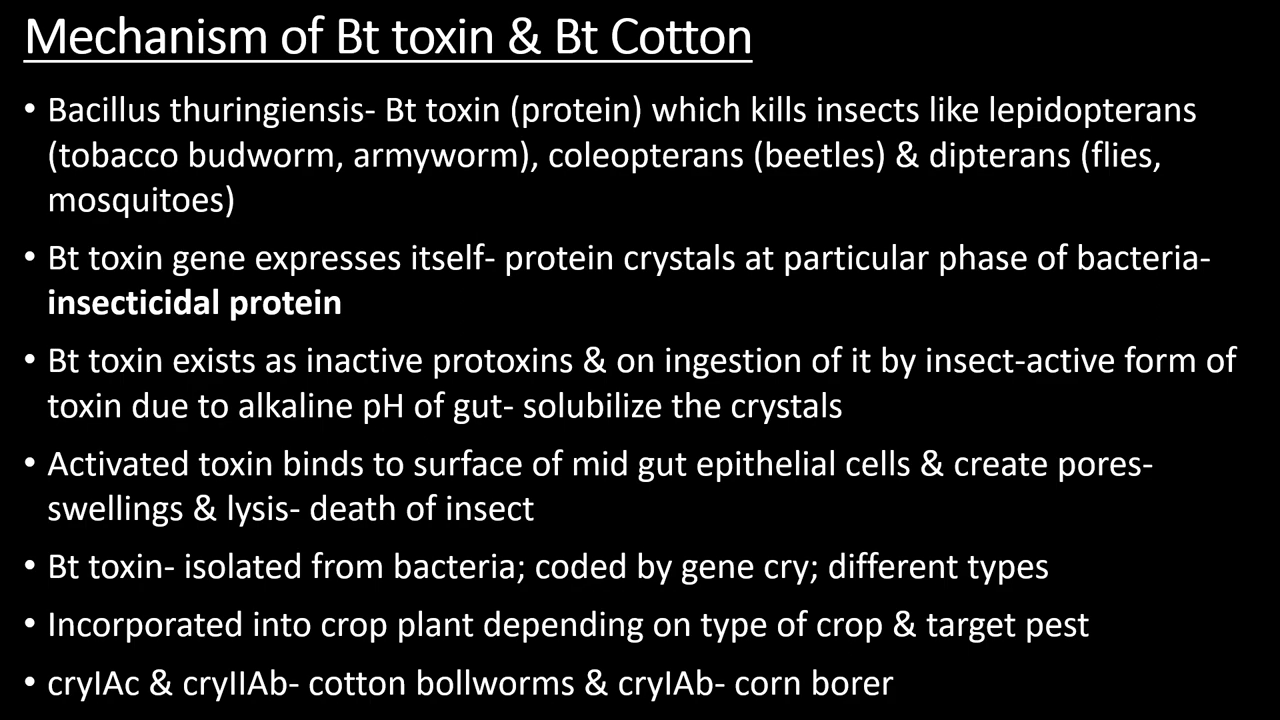 Mechanism of Bt toxin & Bt Cotton
• Bacillus thuringiensis- Bt toxin (protein) which kills insects like lepidopterans
(tobacco budworm, armyworm), coleopterans (beetles) & dipterans (flies,
mosquitoes)
• Bt toxin gene expresses itself- protein crystals at particular phase of bacteria-
insecticidal protein
• Bt toxin exists as inactive protoxins & on ingestion of it by insect-active form of
toxin due to alkaline pH of gut- solubilize the crystals
• Activated toxin binds to surface of mid gut epithelial cells & create pores-
swellings & lysis- death of insect
• Bt toxin- isolated from bacteria; coded by gene cry; different types
• Incorporated into crop plant depending on type of crop & target pest
• cryIAc & cryIIAb- cotton bollworms & cryIAb- corn borer